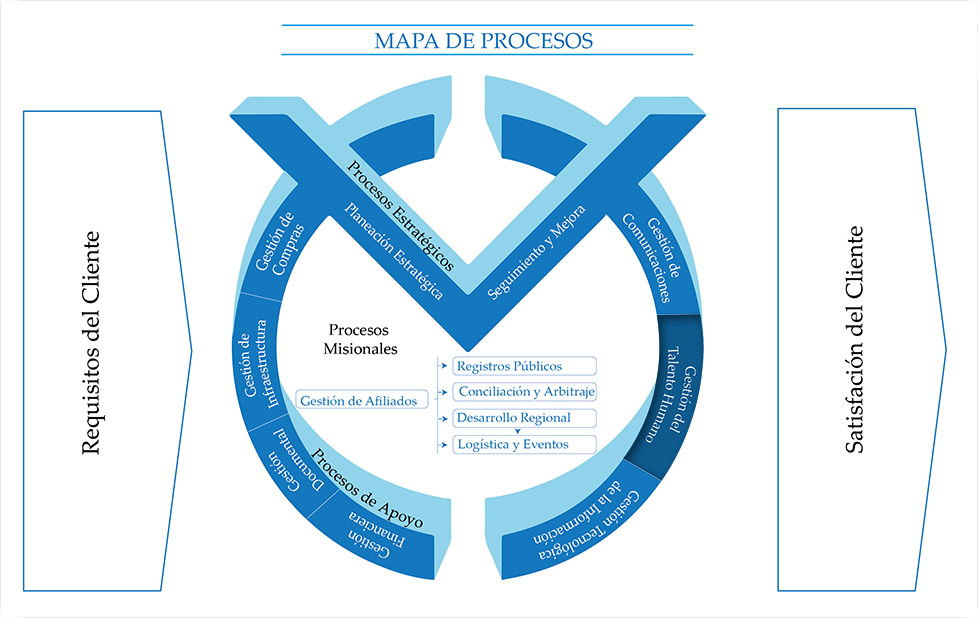 MAPA DE PROCESOS
Requisitos del Cliente
Procesos Estratégicos
Planeación Estratégica
Seguimiento y Mejora
Gestión de
Compras
Gestión de
Infraestructura
Gestión
Documental
Gestión
Financiera
Procesos de Apoyo
Procesos
Misionales
Gestión de Afiliados
Registros Públicos
Conciliación y Arbitraje
Desarrollo Regional
Logística y Eventos
Gestión de
Comunicaciones
Gestión del
Talento Humano
Gestión Tecnológica
de la Información
Satisfación del Cliente